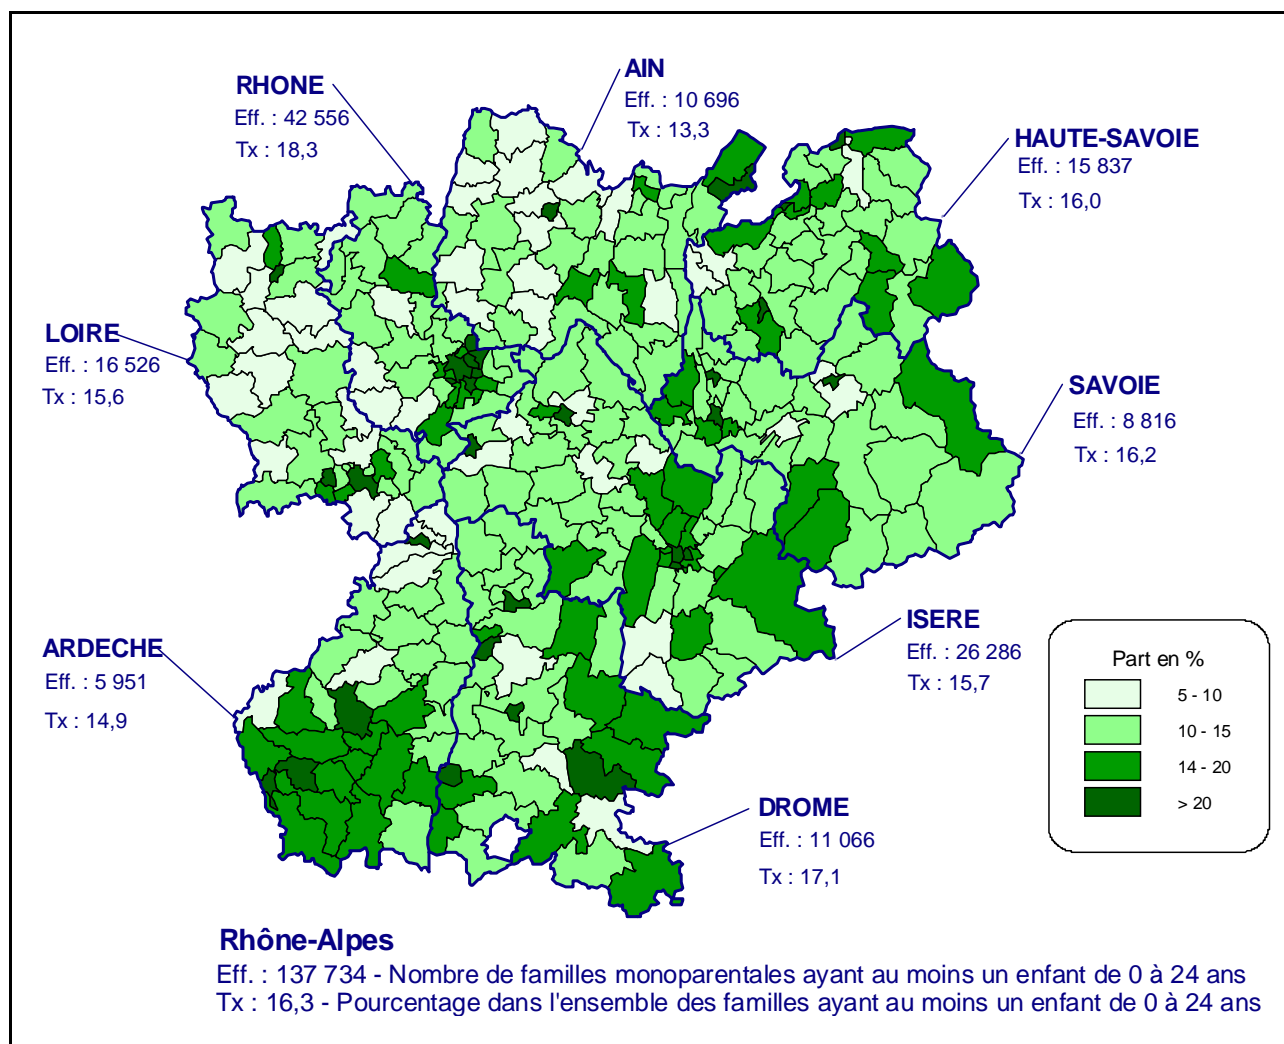 AIN
Eff. : 10 696
Tx : 13,3
RHONE
Eff. : 42 556
Tx : 18,3
HAUTE-SAVOIE
Eff. : 15 837
Tx : 16,0
LOIRE
Eff. : 16 526
Tx : 15,6
SAVOIE
Eff. : 8 816
Tx : 16,2
ARDECHE
Eff. : 5 951
Tx : 14,9
ISERE
Eff. : 26 286
Tx : 15,7
Part en %
5 - 10
10 - 15
14 - 20
> 20
DROME
Eff. : 11 066
Tx : 17,1
Rhône-Alpes
Eff. : 137 734 - Nombre de familles monoparentales ayant au moins un enfant de 0 à 24 ans
Tx : 16,3 - Pourcentage dans l'ensemble des familles ayant au moins un enfant de 0 à 24 ans